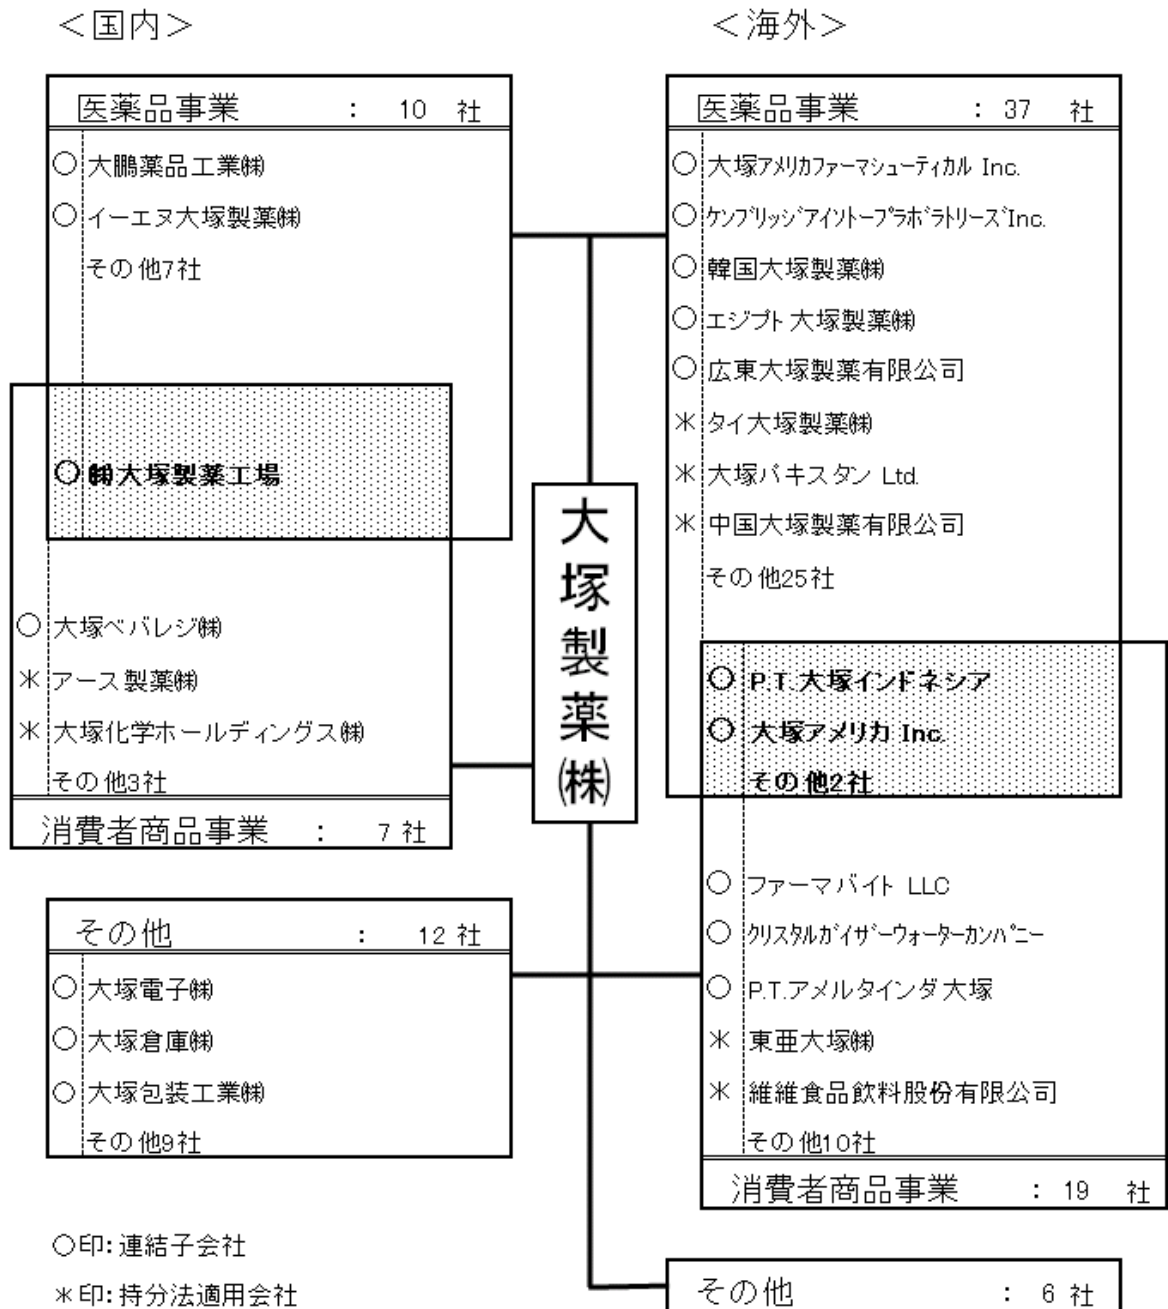 ＜国内＞
医薬品事業 : 10 社
○ 大鵬薬品工業㈱
○ イーエヌ大塚製薬㈱
その他7社
○ ㈱大塚製薬工場
○ 大塚ベバレジ㈱
＊ アース製薬㈱
＊ 大塚化学ホールディングス㈱
その他3社
消費者商品事業 : 7 社
その他 : 12 社
○ 大塚電子㈱
○ 大塚倉庫㈱
○ 大塚包装工業㈱
その他9社
○印：連結子会社
＊印：持分法適用会社
大塚製薬(株)
＜海外＞
医薬品事業 : 37 社
○ 大塚ｱﾒﾘｶﾌｧｰﾏｼｭｰﾃｨｶﾙ Inc.
○ ｹﾝﾌﾞﾘｯｼﾞｱｲｿﾄｰﾌﾟﾗﾎﾞﾗﾄﾘｰｽﾞInc.
○ 韓国大塚製薬㈱
○ エジプト大塚製薬㈱
○ 広東大塚製薬有限公司
＊ タイ大塚製薬㈱
＊ 大塚パキスタン Ltd.
＊ 中国大塚製薬有限公司
その他25社
○ P.T.大塚インドネシア
○ 大塚アメリカ Inc.
その他2社
○ ファーマバイト LLC
○ ｸﾘｽﾀﾙｶﾞｲｻﾞｰｳｫｰﾀｰｶﾝﾊﾟﾆｰ
○ P.T.アメルタインダ大塚
＊ 東亜大塚㈱
＊ 維維食品飲料股份有限公司
その他10社
消費者商品事業 : 19 社
その他 : 6 社